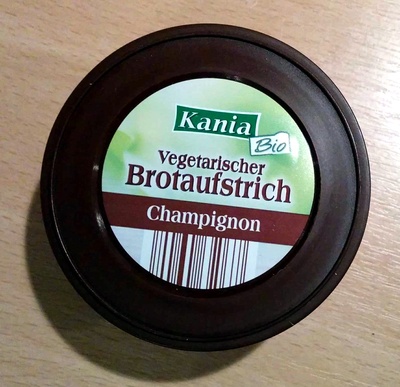 Kania
Bio
Vegetarischer
Brotaufstrich
Champignon